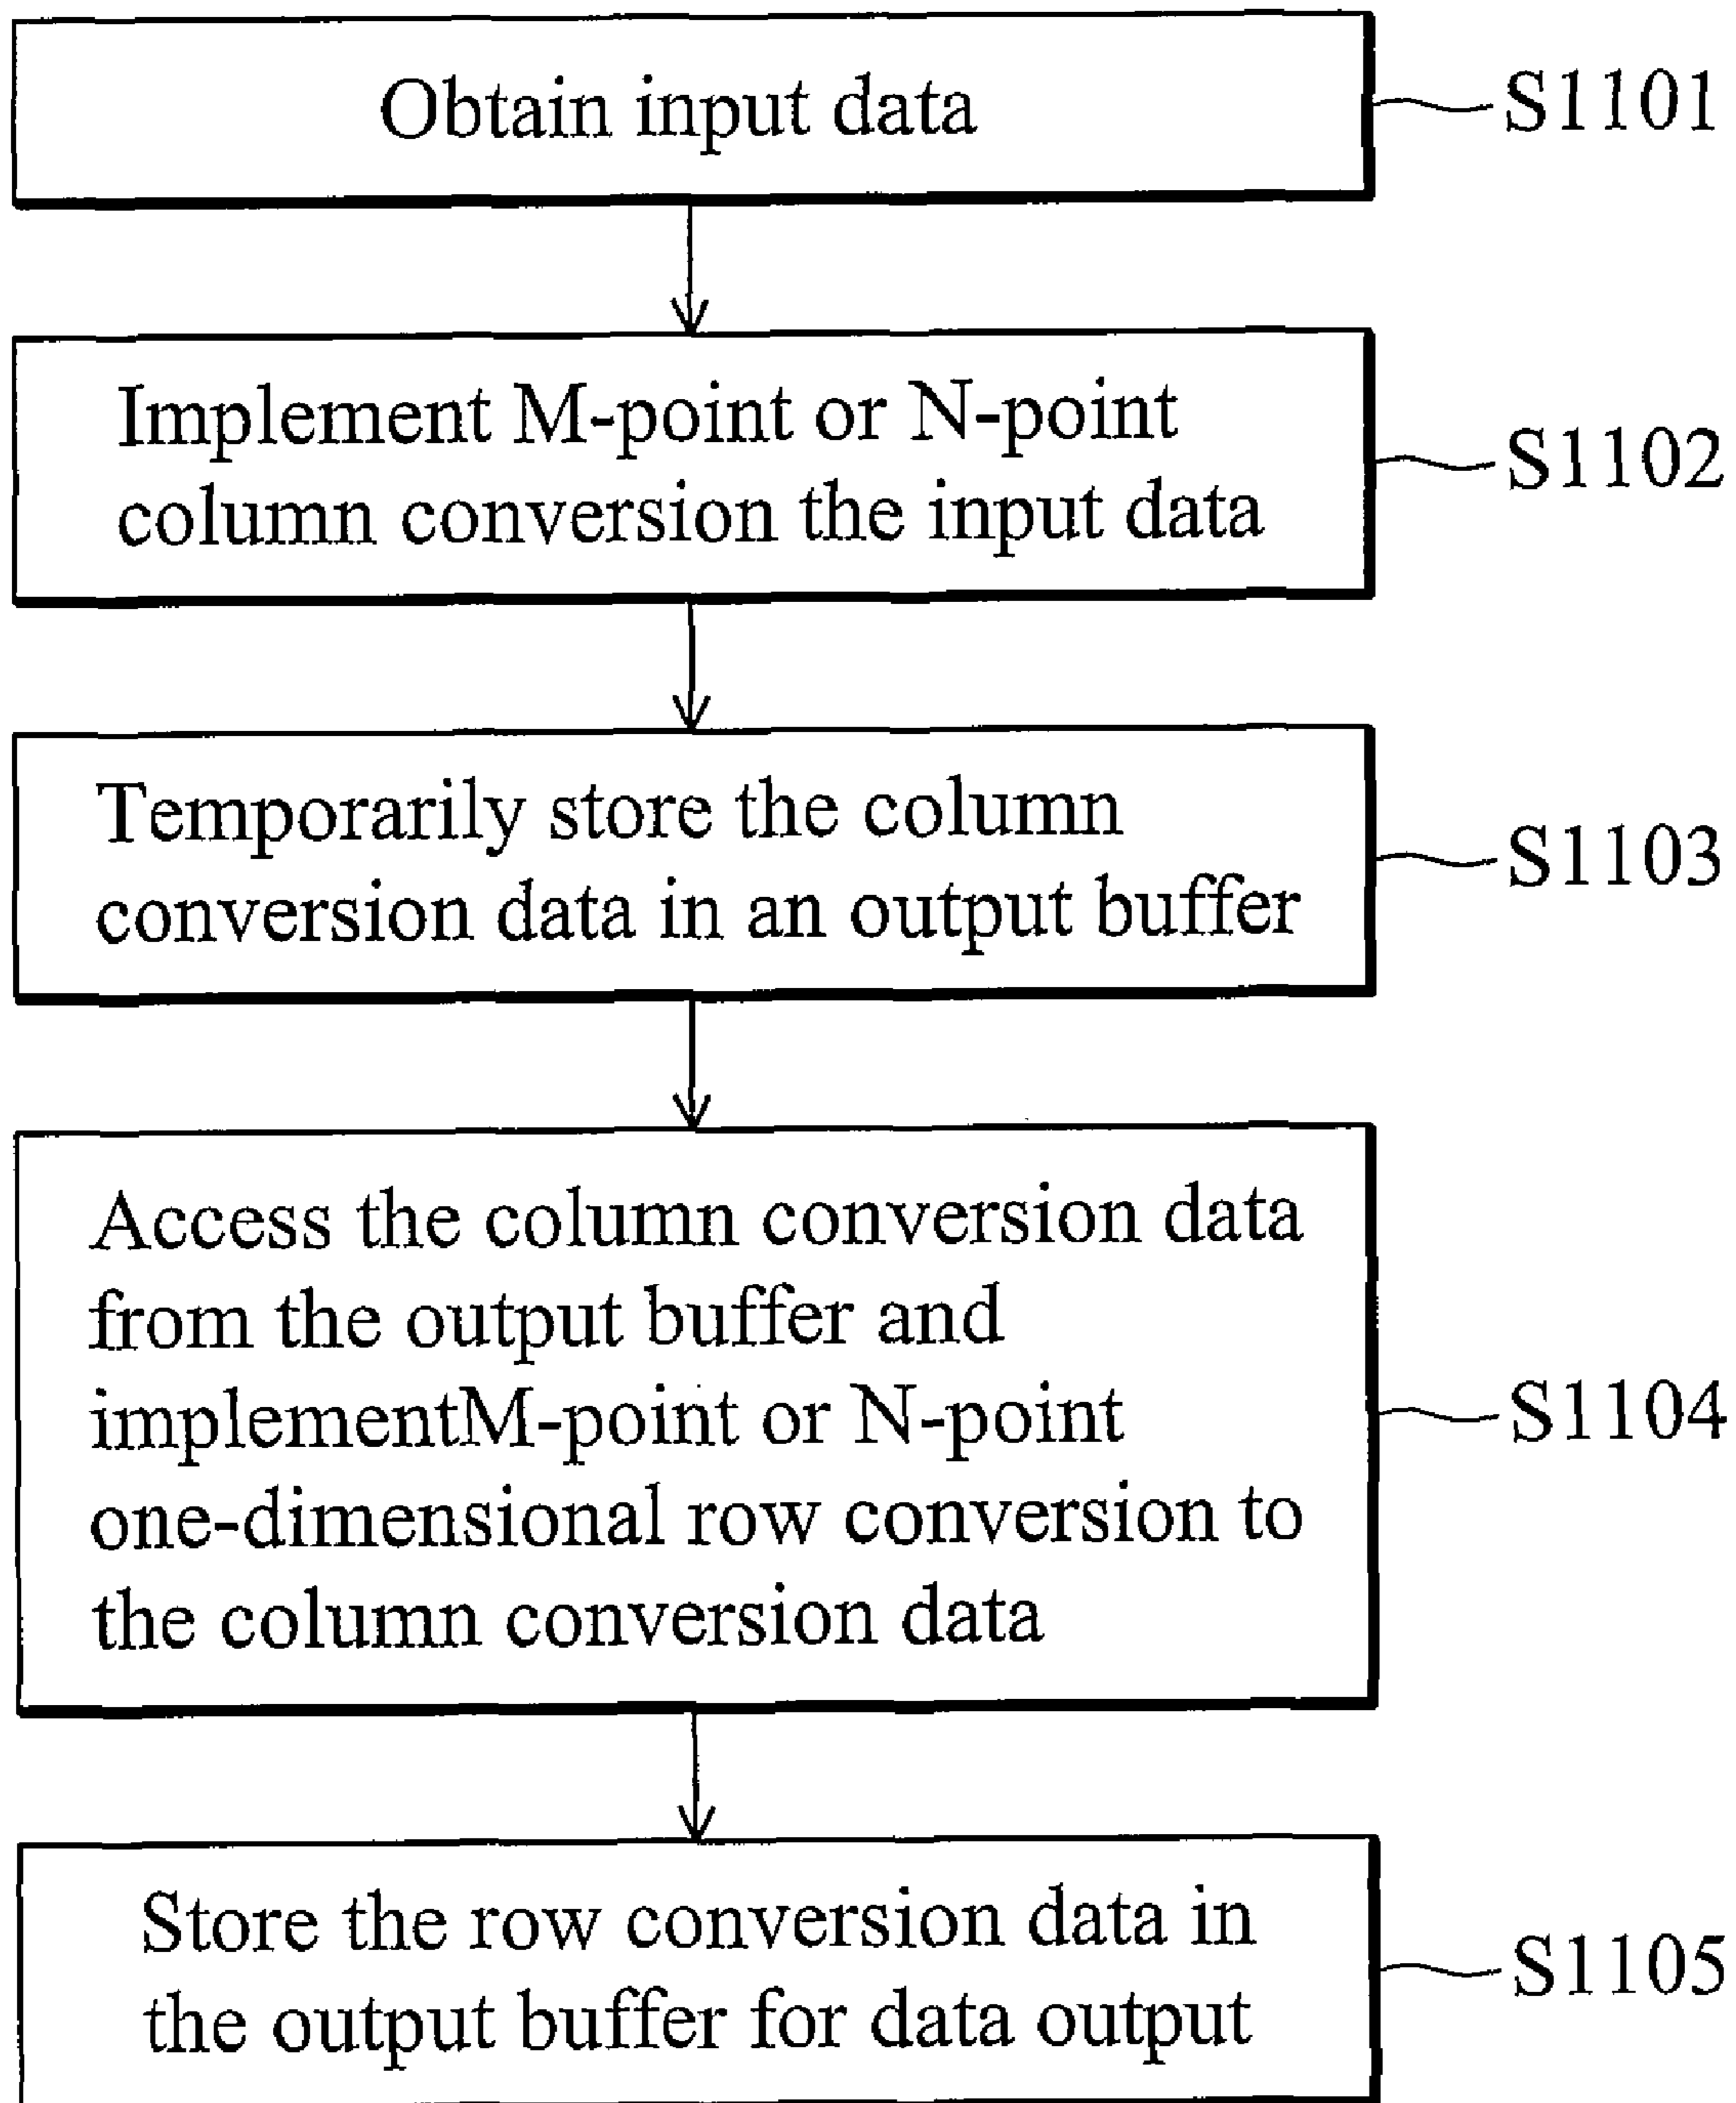 Obtain input data
S1101
Implement M-point or N-point
column conversion the input data
S1102
Temporarily store the column
conversion data in an output buffer
S1103
Access the column conversion data
from the output buffer and
implementM-point or N-point
one-dimensional row conversion to
the column conversion data
S1104
Store the row conversion data in
the output buffer for data output
S1105